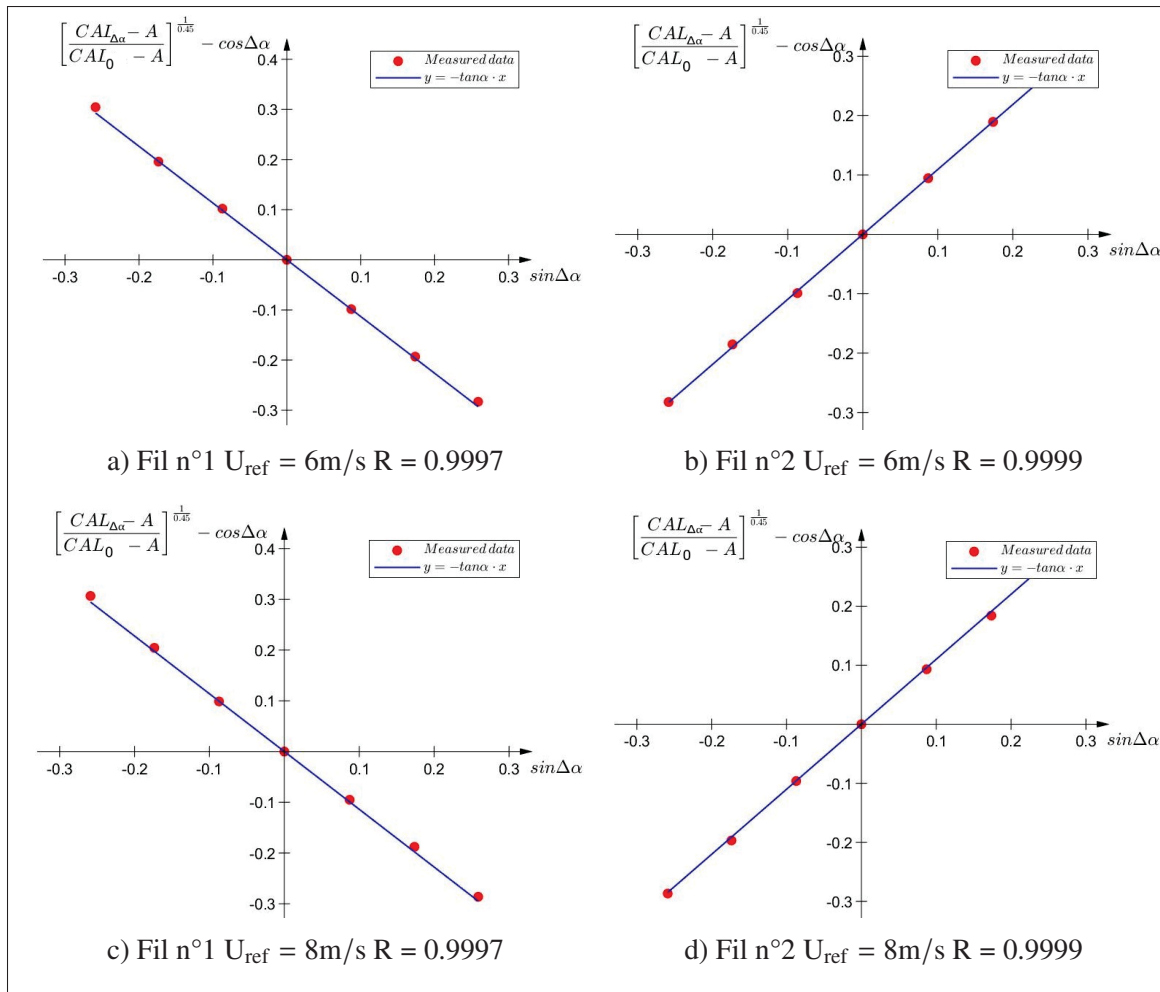 [CAL_Δα − A / CAL_0 − A]^(1/0.45) − cosΔα
Measured data
y = −tanα · x
0.4
0.3
0.2
0.1
-0.3 -0.2 -0.1 0.1 0.2 0.3
sinΔα
-0.1
-0.2
-0.3
a) Fil n°1 U_ref = 6m/s R = 0.9997
[CAL_Δα − A / CAL_0 − A]^(1/0.45) − cosΔα
Measured data
y = −tanα · x
0.3
0.2
0.1
-0.3 -0.2 -0.1 0.1 0.2 0.3
sinΔα
-0.1
-0.2
-0.3
b) Fil n°2 U_ref = 6m/s R = 0.9999
[CAL_Δα − A / CAL_0 − A]^(1/0.45) − cosΔα
Measured data
y = −tanα · x
0.4
0.3
0.2
0.1
-0.3 -0.2 -0.1 0.1 0.2 0.3
sinΔα
-0.1
-0.2
-0.3
c) Fil n°1 U_ref = 8m/s R = 0.9997
[CAL_Δα − A / CAL_0 − A]^(1/0.45) − cosΔα
Measured data
y = −tanα · x
0.3
0.2
0.1
-0.3 -0.2 -0.1 0.1 0.2 0.3
sinΔα
-0.1
-0.2
-0.3
d) Fil n°2 U_ref = 8m/s R = 0.9999